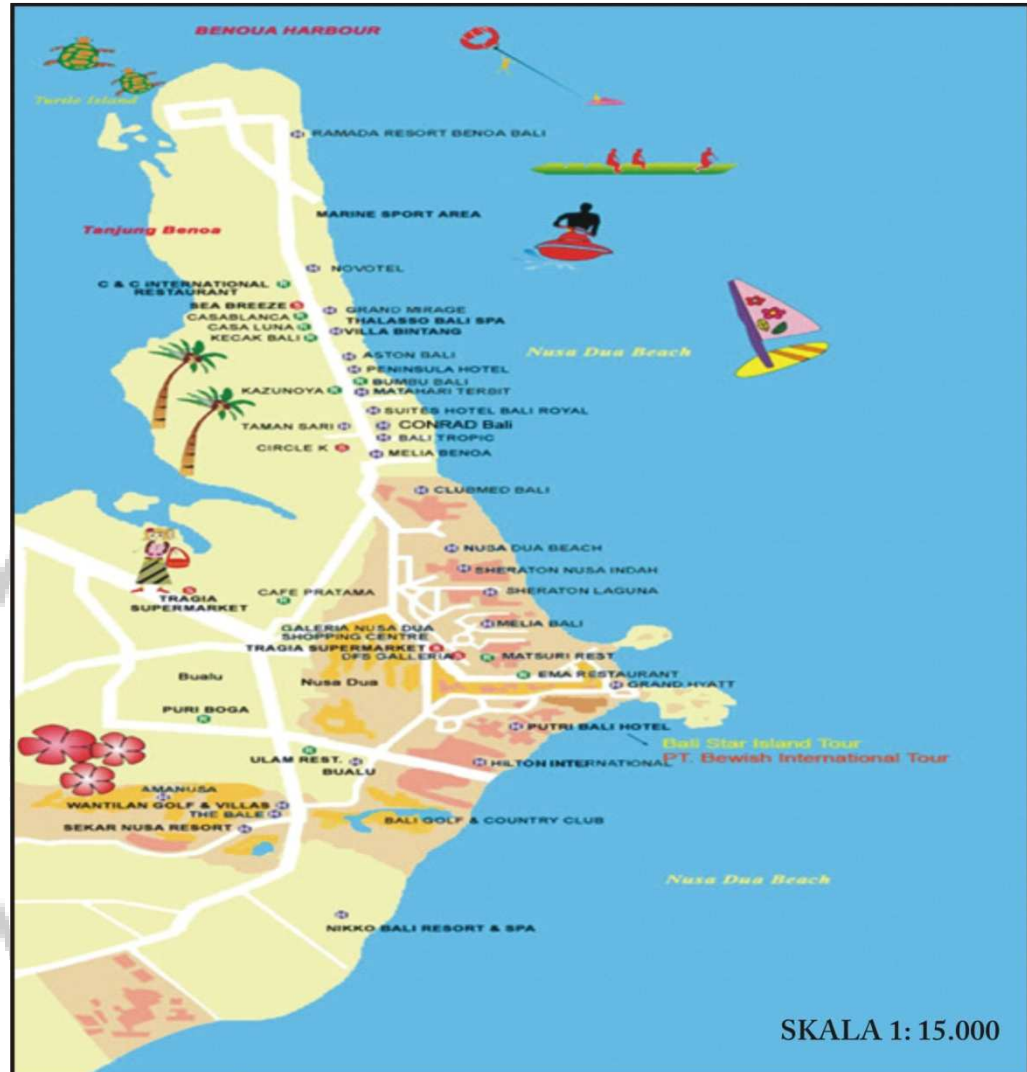 BENOUA HARBOUR
Turtle Island
RAMADA RESORT BENOA BALI
MARINE SPORT AREA
Tanjung Benoa
NOVOTEL
C & C INTERNATIONAL
RESTAURANT
SEA BREEZE
GRAND MIRAGE
CASABLANCA
THALASSO BALI SPA
CASA LUNA
VILLA BINTANG
KECAK BALI
Nusa Dua Beach
ASTON BALI
PENINSULA HOTEL
BUMBU BALI
KAZUNOYA
MATAHARI TERBIT
SUITES HOTEL BALI ROYAL
TAMAN SARI
CONRAD Bali
BALI TROPIC
CIRCLE K
MELIA BENOA
CLUBMED BALI
NUSA DUA BEACH
SHERATON NUSA INDAH
TRAGIA
SUPERMARKET
CAFE PRATAMA
SHERATON LAGUNA
MELIA BALI
GALERIA NUSA DUA
SHOPPING CENTRE
TRAGIA SUPERMARKET
DFS GALLERIA
MATSURI REST
Bualu
Nusa Dua
EMA RESTAURANT
GRAND HYATT
PURI BOGA
PUTRI BALI HOTEL
Bali Star Island Tour
PT. Bewish International Tour
ULAM REST.
BUALU
HILTON INTERNATIONAL
AMANUSA
WANTILAN GOLF & VILLAS
THE BALE
SEKAR NUSA RESORT
BALI GOLF & COUNTRY CLUB
Nusa Dua Beach
NIKKO BALI RESORT & SPA
SKALA 1: 15.000